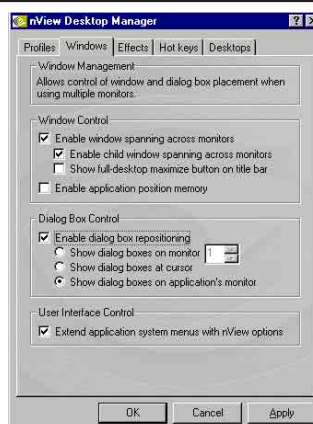 nView Desktop Manager
Profiles Windows Effects Hot keys Desktops
Window Management
Allows control of window and dialog box placement when
using multiple monitors.
Window Control
Enable window spanning across monitors
Enable child window spanning across monitors
Show full-desktop maximize button on title bar
Enable application position memory
Dialog Box Control
Enable dialog box repositioning
Show dialog boxes on monitor 1
Show dialog boxes at cursor
Show dialog boxes on application's monitor
User Interface Control
Extend application system menus with nView options
OK Cancel Apply